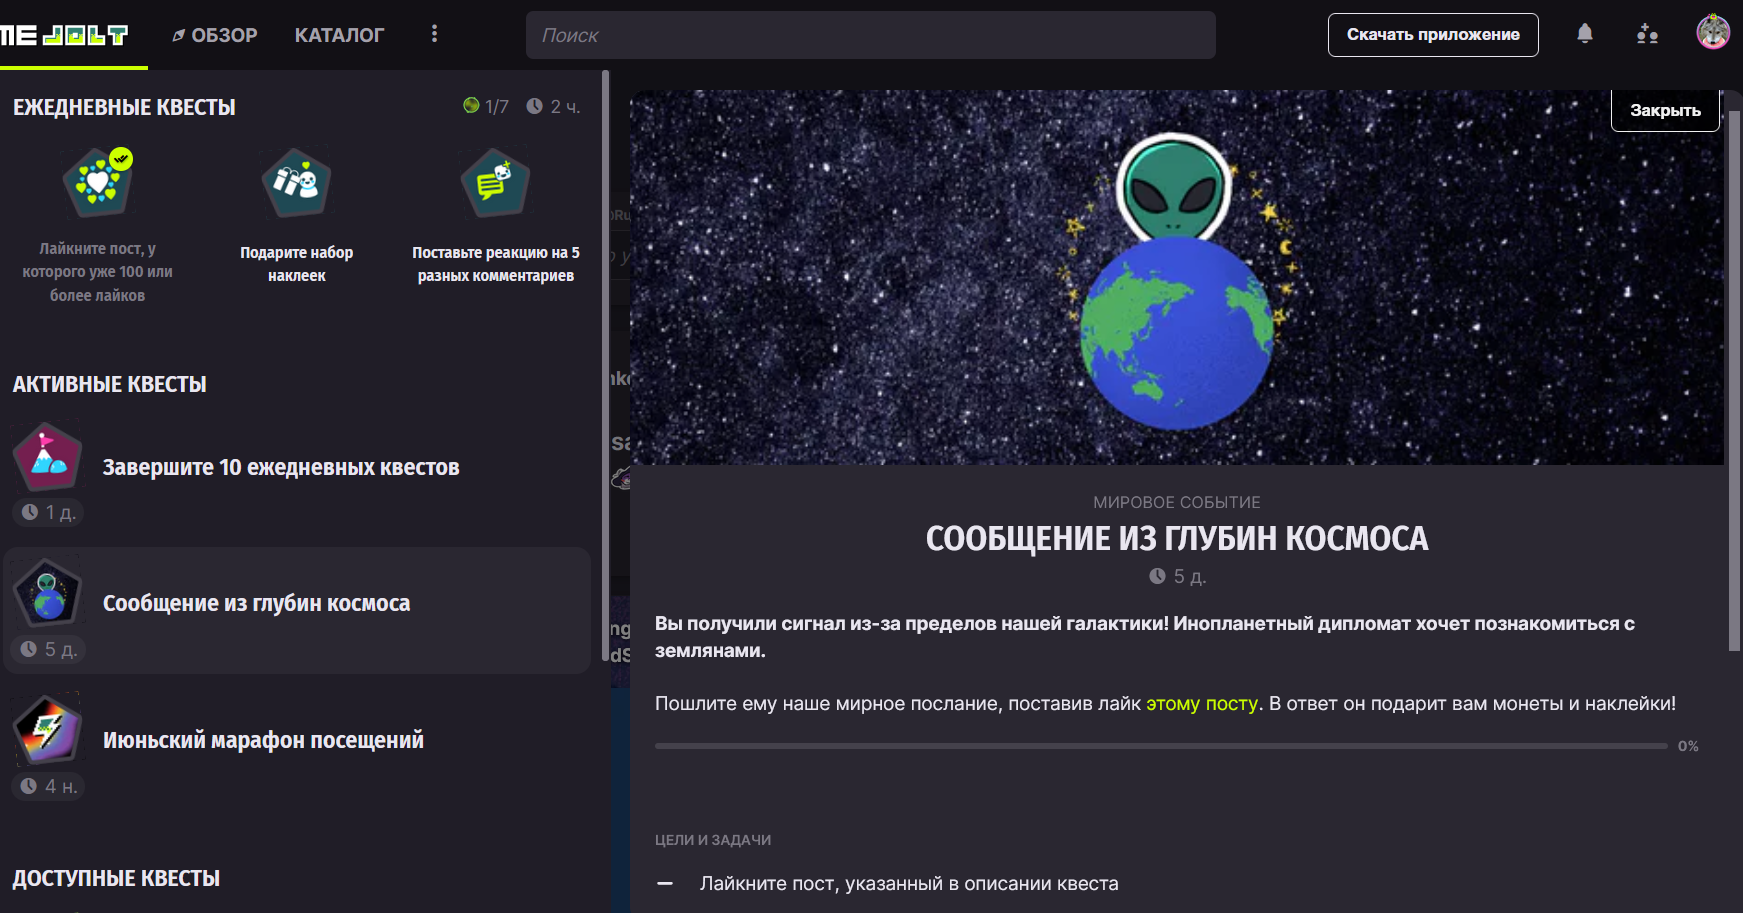 ME JOLT
ОБЗОР
КАТАЛОГ
Поиск
Скачать приложение
ЕЖЕДНЕВНЫЕ КВЕСТЫ
1/7
2 ч.
Лайкните пост, у
которого уже 100 или
более лайков
Подарите набор
наклеек
Поставьте реакцию на 5
разных комментариев
АКТИВНЫЕ КВЕСТЫ
Завершите 10 ежедневных квестов
1 д.
Сообщение из глубин космоса
5 д.
Июньский марафон посещений
4 н.
ДОСТУПНЫЕ КВЕСТЫ
Закрыть
МИРОВОЕ СОБЫТИЕ
СООБЩЕНИЕ ИЗ ГЛУБИН КОСМОСА
5 д.
Вы получили сигнал из-за пределов нашей галактики! Инопланетный дипломат хочет познакомиться с
землянами.
Пошлите ему наше мирное послание, поставив лайк этому посту. В ответ он подарит вам монеты и наклейки!
0%
ЦЕЛИ И ЗАДАЧИ
Лайкните пост, указанный в описании квеста